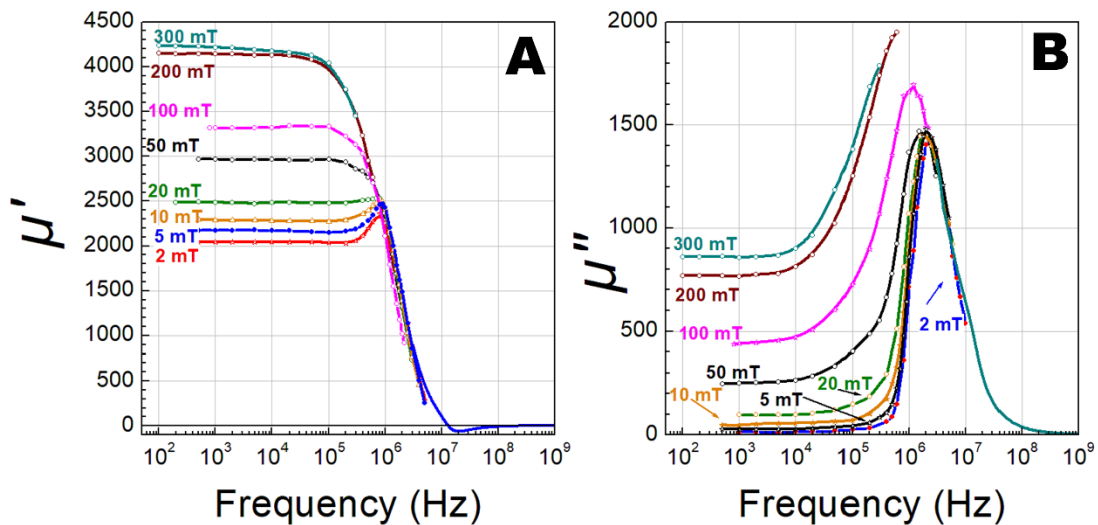 A
4500
4000
3500
3000
2500
2000
1500
1000
500
0
μ'
300 mT
200 mT
100 mT
50 mT
20 mT
10 mT
5 mT
2 mT
10² 10³ 10⁴ 10⁵ 10⁶ 10⁷ 10⁸ 10⁹
Frequency (Hz)
B
2000
1500
1000
500
0
μ"
300 mT
200 mT
100 mT
50 mT
20 mT
10 mT
5 mT
2 mT
10² 10³ 10⁴ 10⁵ 10⁶ 10⁷ 10⁸ 10⁹
Frequency (Hz)